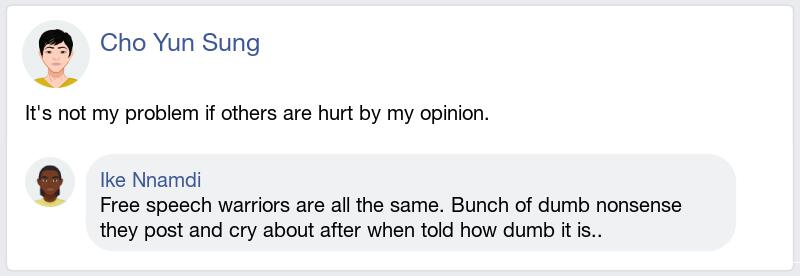 Cho Yun Sung
It's not my problem if others are hurt by my opinion.
Ike Nnamdi
Free speech warriors are all the same. Bunch of dumb nonsense
they post and cry about after when told how dumb it is..